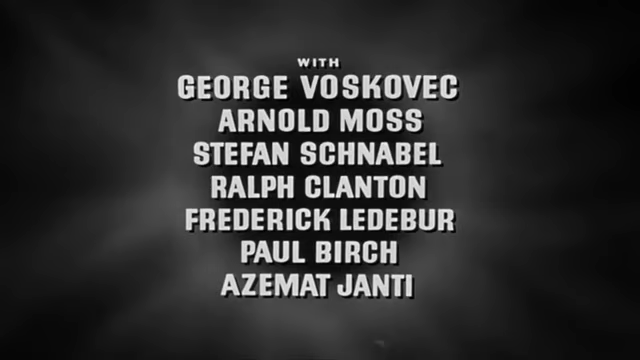 WITH
GEORGE VOSKOVEC
ARNOLD MOSS
STEFAN SCHNABEL
RALPH CLANTON
FREDERICK LEDEBUR
PAUL BIRCH
AZEMAT JANTI